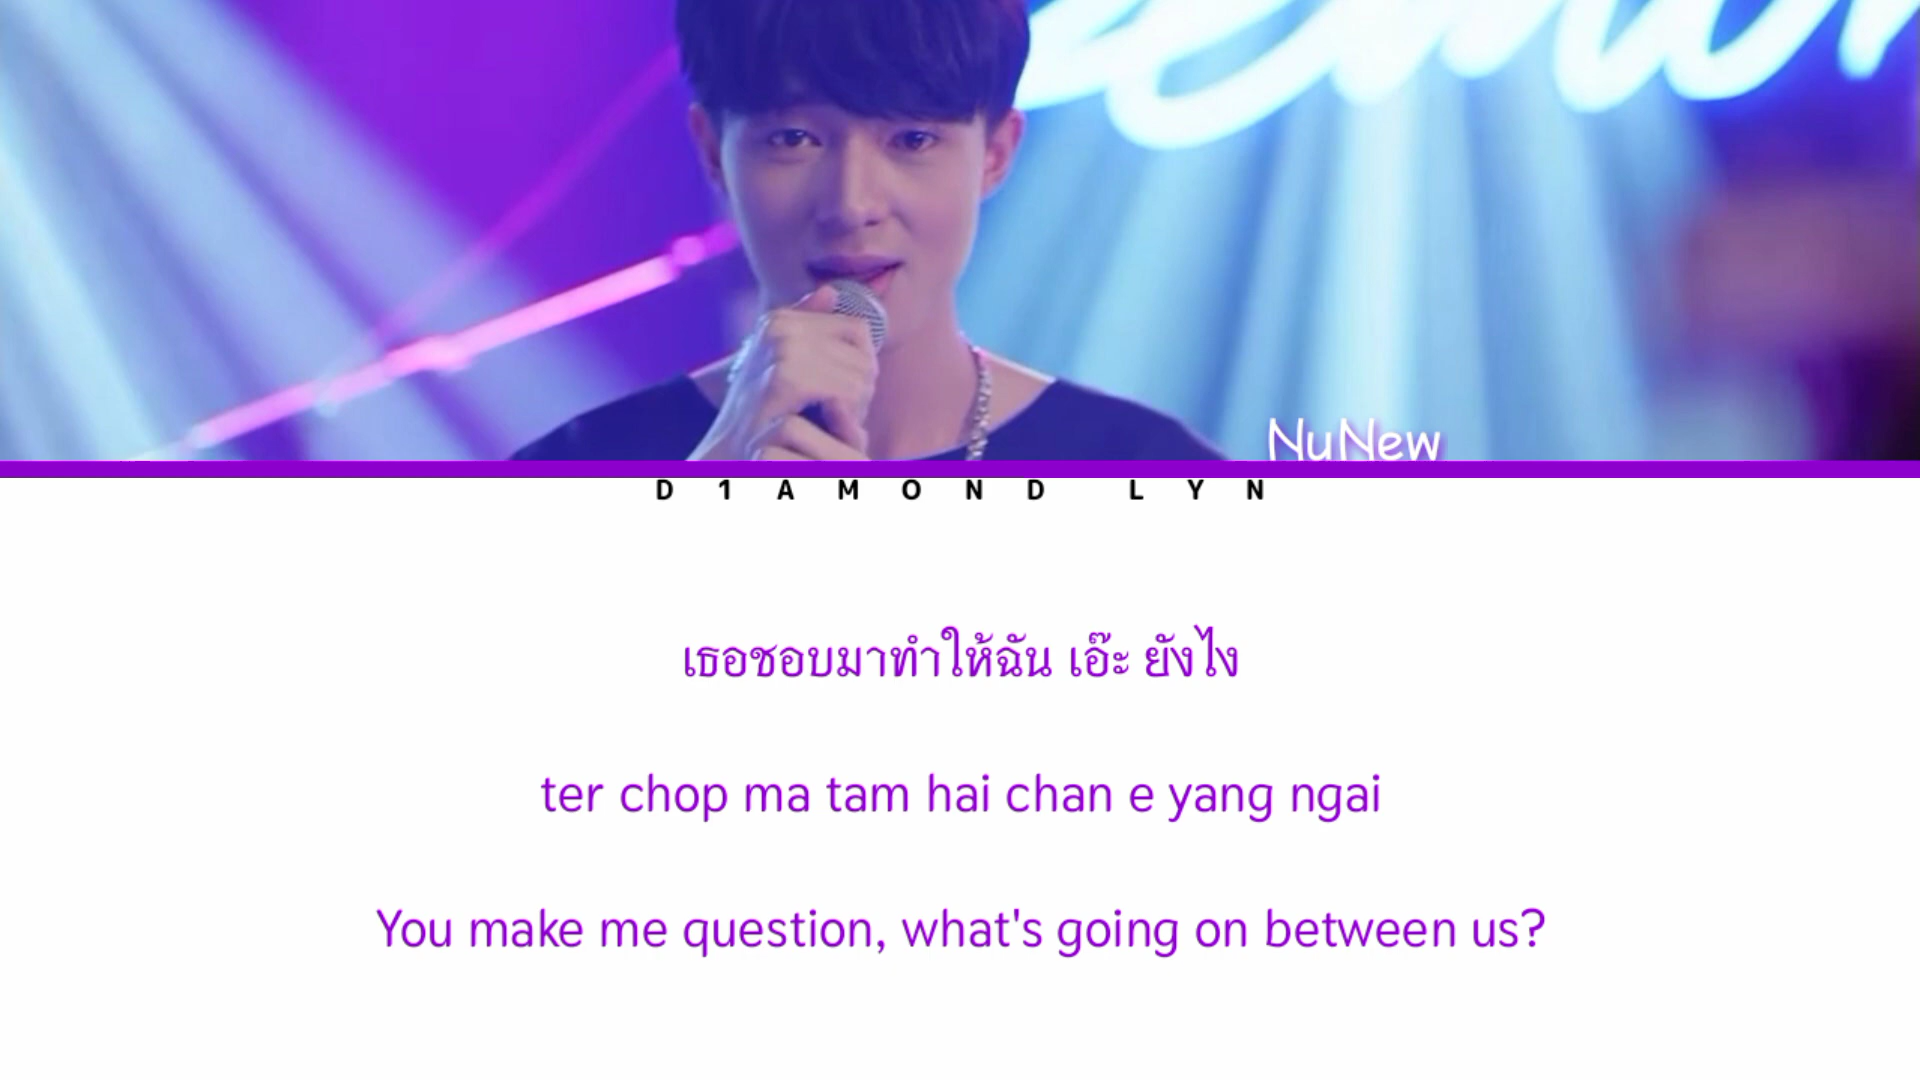 NuNew
D1AMOND LYN
เธอชอบมาทำให้ฉัน เอ๊ะ ยังไง
ter chop ma tam hai chan e yang ngai
You make me question, what's going on between us?